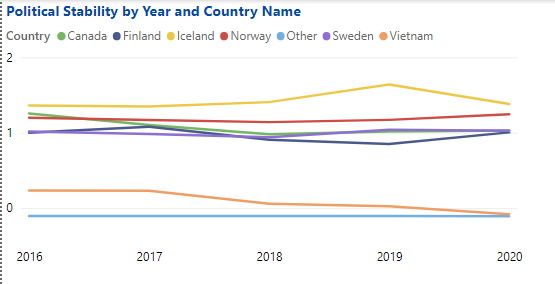 Political Stability by Year and Country Name
Country Canada Finland Iceland Norway Other Sweden Vietnam
2
1
0
2016 2017 2018 2019 2020